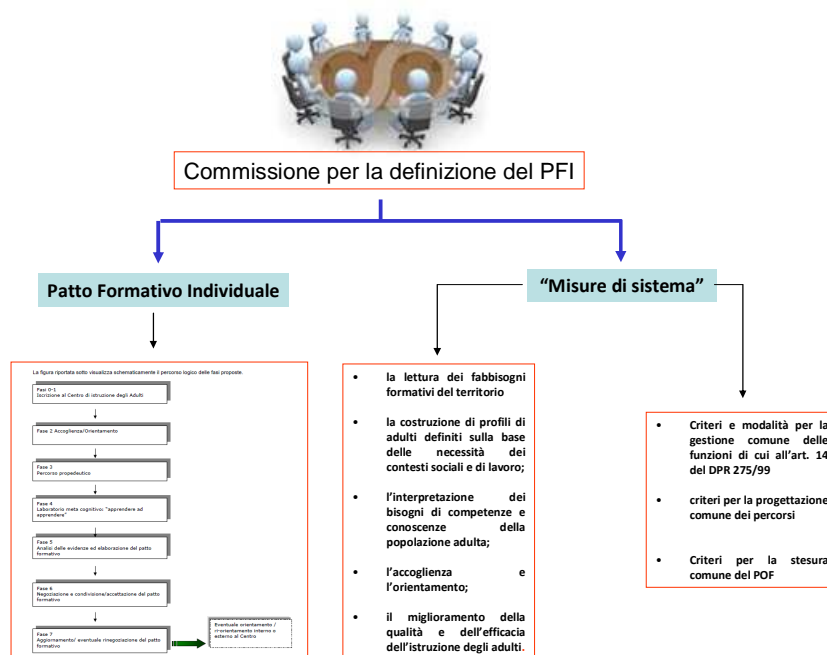 Commissione per la definizione del PFI
Patto Formativo Individuale
“Misure di sistema”
La figura riportata sotto visualizza schematicamente il percorso logico delle fasi proposte.
Fasi 0-1
Iscrizione al Centro di istruzione degli Adulti
Fase 2 Accoglienza/Orientamento
Fase 3
Percorso propedeutico
Fase 4
Laboratorio meta cognitivo: “apprendere ad
apprendere”
Fase 5
Analisi delle evidenze ed elaborazione del patto
formativo
Fase 6
Negoziazione e condivisione/accettazione del patto
formativo
Fase 7
Aggiornamento/ eventuale rinegoziazione del patto
formativo
Eventuale orientamento /
ri-orientamento interno o
esterno al Centro
• la lettura dei fabbisogni
formativi del territorio
• la costruzione di profili di
adulti definiti sulla base
delle necessità dei
contesti sociali e di lavoro;
• l’interpretazione dei
bisogni di competenze e
conoscenze della
popolazione adulta;
• l’accoglienza e
l’orientamento;
• il miglioramento della
qualità e dell’efficacia
dell’istruzione degli adulti.
• Criteri e modalità per la
gestione comune delle
funzioni di cui all’art. 14
del DPR 275/99
• criteri per la progettazione
comune dei percorsi
• Criteri per la stesura
comune del POF